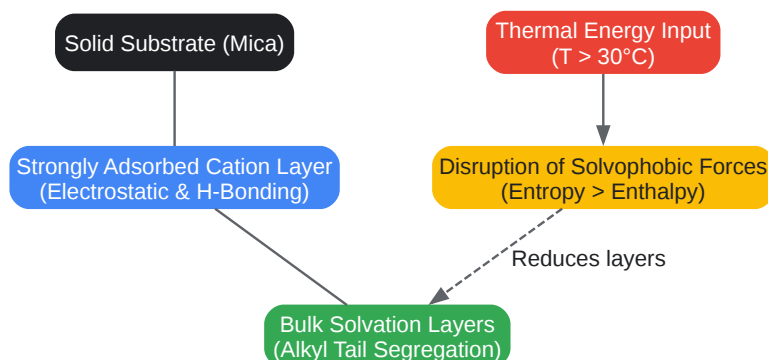 Solid Substrate (Mica)
Thermal Energy Input
(T > 30°C)
Strongly Adsorbed Cation Layer
(Electrostatic & H-Bonding)
Disruption of Solvophobic Forces
(Entropy > Enthalpy)
Reduces layers
Bulk Solvation Layers
(Alkyl Tail Segregation)